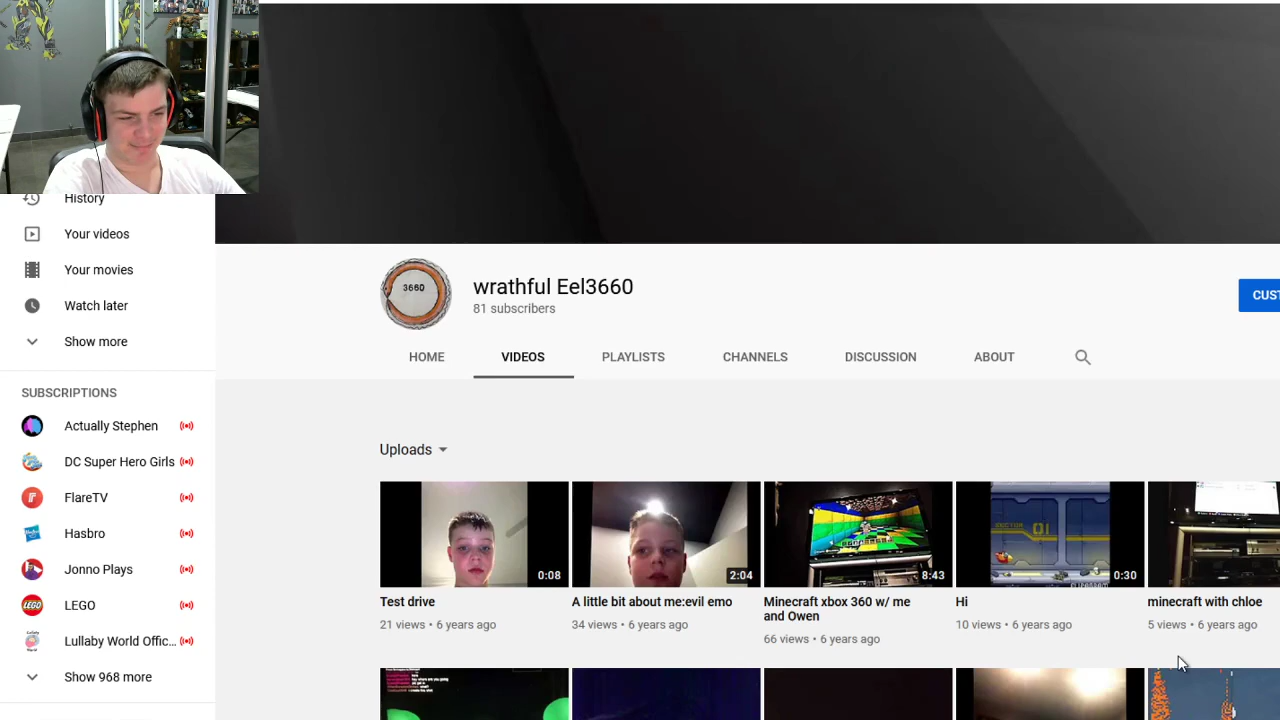 History
Your videos
Your movies
Watch later
Show more
SUBSCRIPTIONS
Actually Stephen
DC Super Hero Girls
FlareTV
Hasbro
Jonno Plays
LEGO
Lullaby World Offic...
Show 968 more
3660
wrathful Eel3660
81 subscribers
CUST
HOME VIDEOS PLAYLISTS CHANNELS DISCUSSION ABOUT
Uploads
0:08
Test drive
21 views • 6 years ago
2:04
A little bit about me:evil emo
34 views • 6 years ago
8:43
Minecraft xbox 360 w/ me
and Owen
66 views • 6 years ago
01
0:30
Hi
10 views • 6 years ago
minecraft with chloe
5 views • 6 years ago